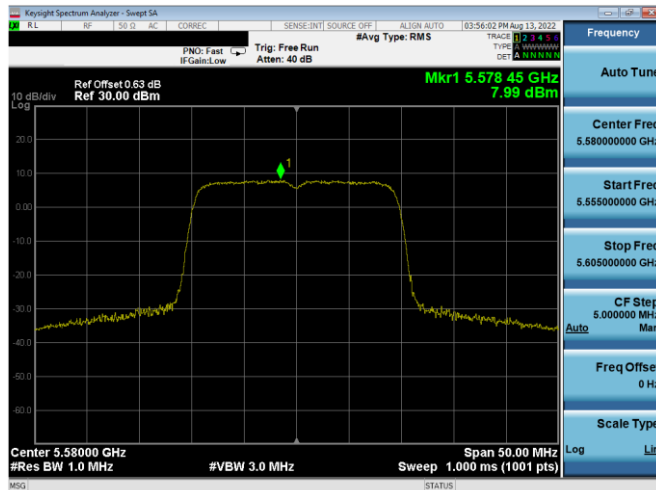 Keysight Spectrum Analyzer - Swept SA
RL RF 50 Ω AC CORREC SENSE:INT SOURCE OFF ALIGN AUTO 03:56:02 PM Aug 13, 2022
#Avg Type: RMS
TRACE 1 2 3 4 5 6
TYPE A WWWWW
DET A N N N N N
PNO: Fast
IFGain:Low
Trig: Free Run
Atten: 40 dB
Mkr1 5.578 45 GHz
7.99 dBm
Ref Offset 0.63 dB
Ref 30.00 dBm
10 dB/div
Log
20.0
10.0
0.00
-10.0
-20.0
-30.0
-40.0
-50.0
-60.0
1
Center 5.58000 GHz
Span 50.00 MHz
#Res BW 1.0 MHz
#VBW 3.0 MHz
Sweep 1.000 ms (1001 pts)
MSG
STATUS
Frequency
Auto Tune
Center Freq
5.580000000 GHz
Start Freq
5.555000000 GHz
Stop Freq
5.605000000 GHz
CF Step
5.000000 MHz
Auto Man
Freq Offset
0 Hz
Scale Type
Log Lin